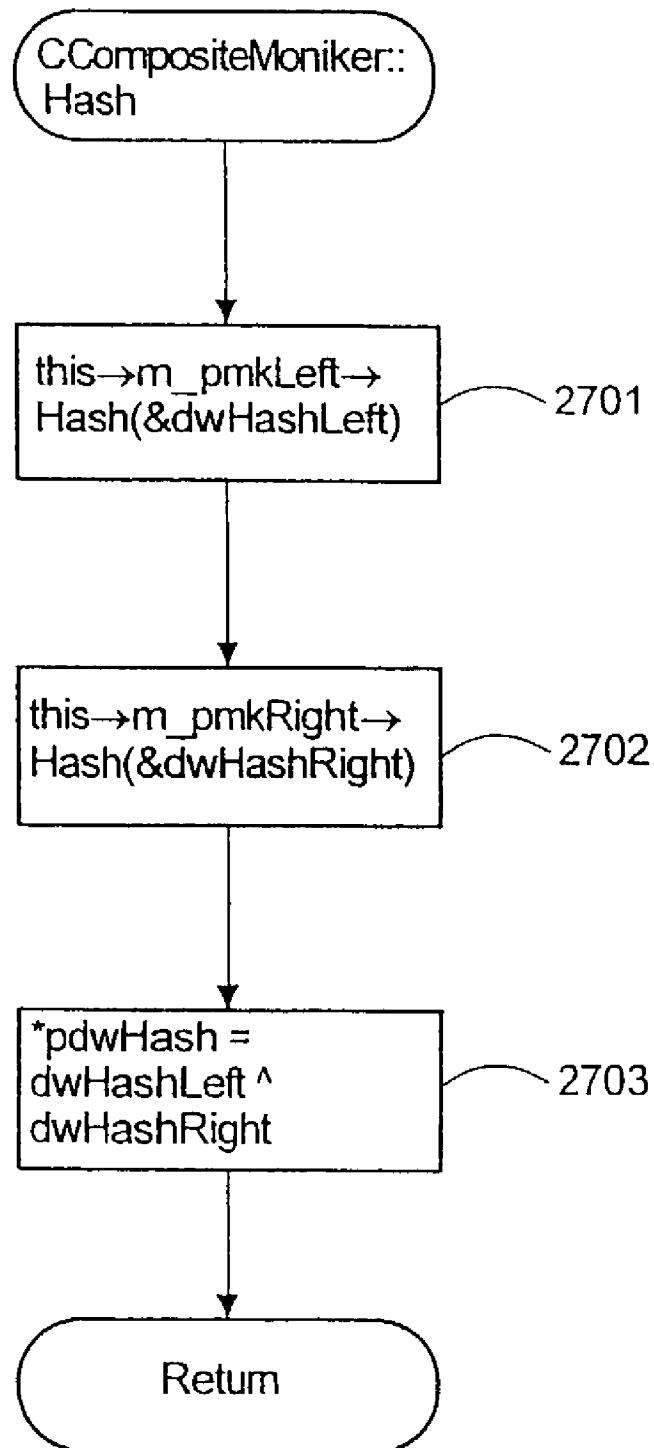 CCompositeMoniker::
Hash
this→m_pmkLeft→
Hash(&dwHashLeft)
2701
this→m_pmkRight→
Hash(&dwHashRight)
2702
*pdwHash =
dwHashLeft ^
dwHashRight
2703
Return